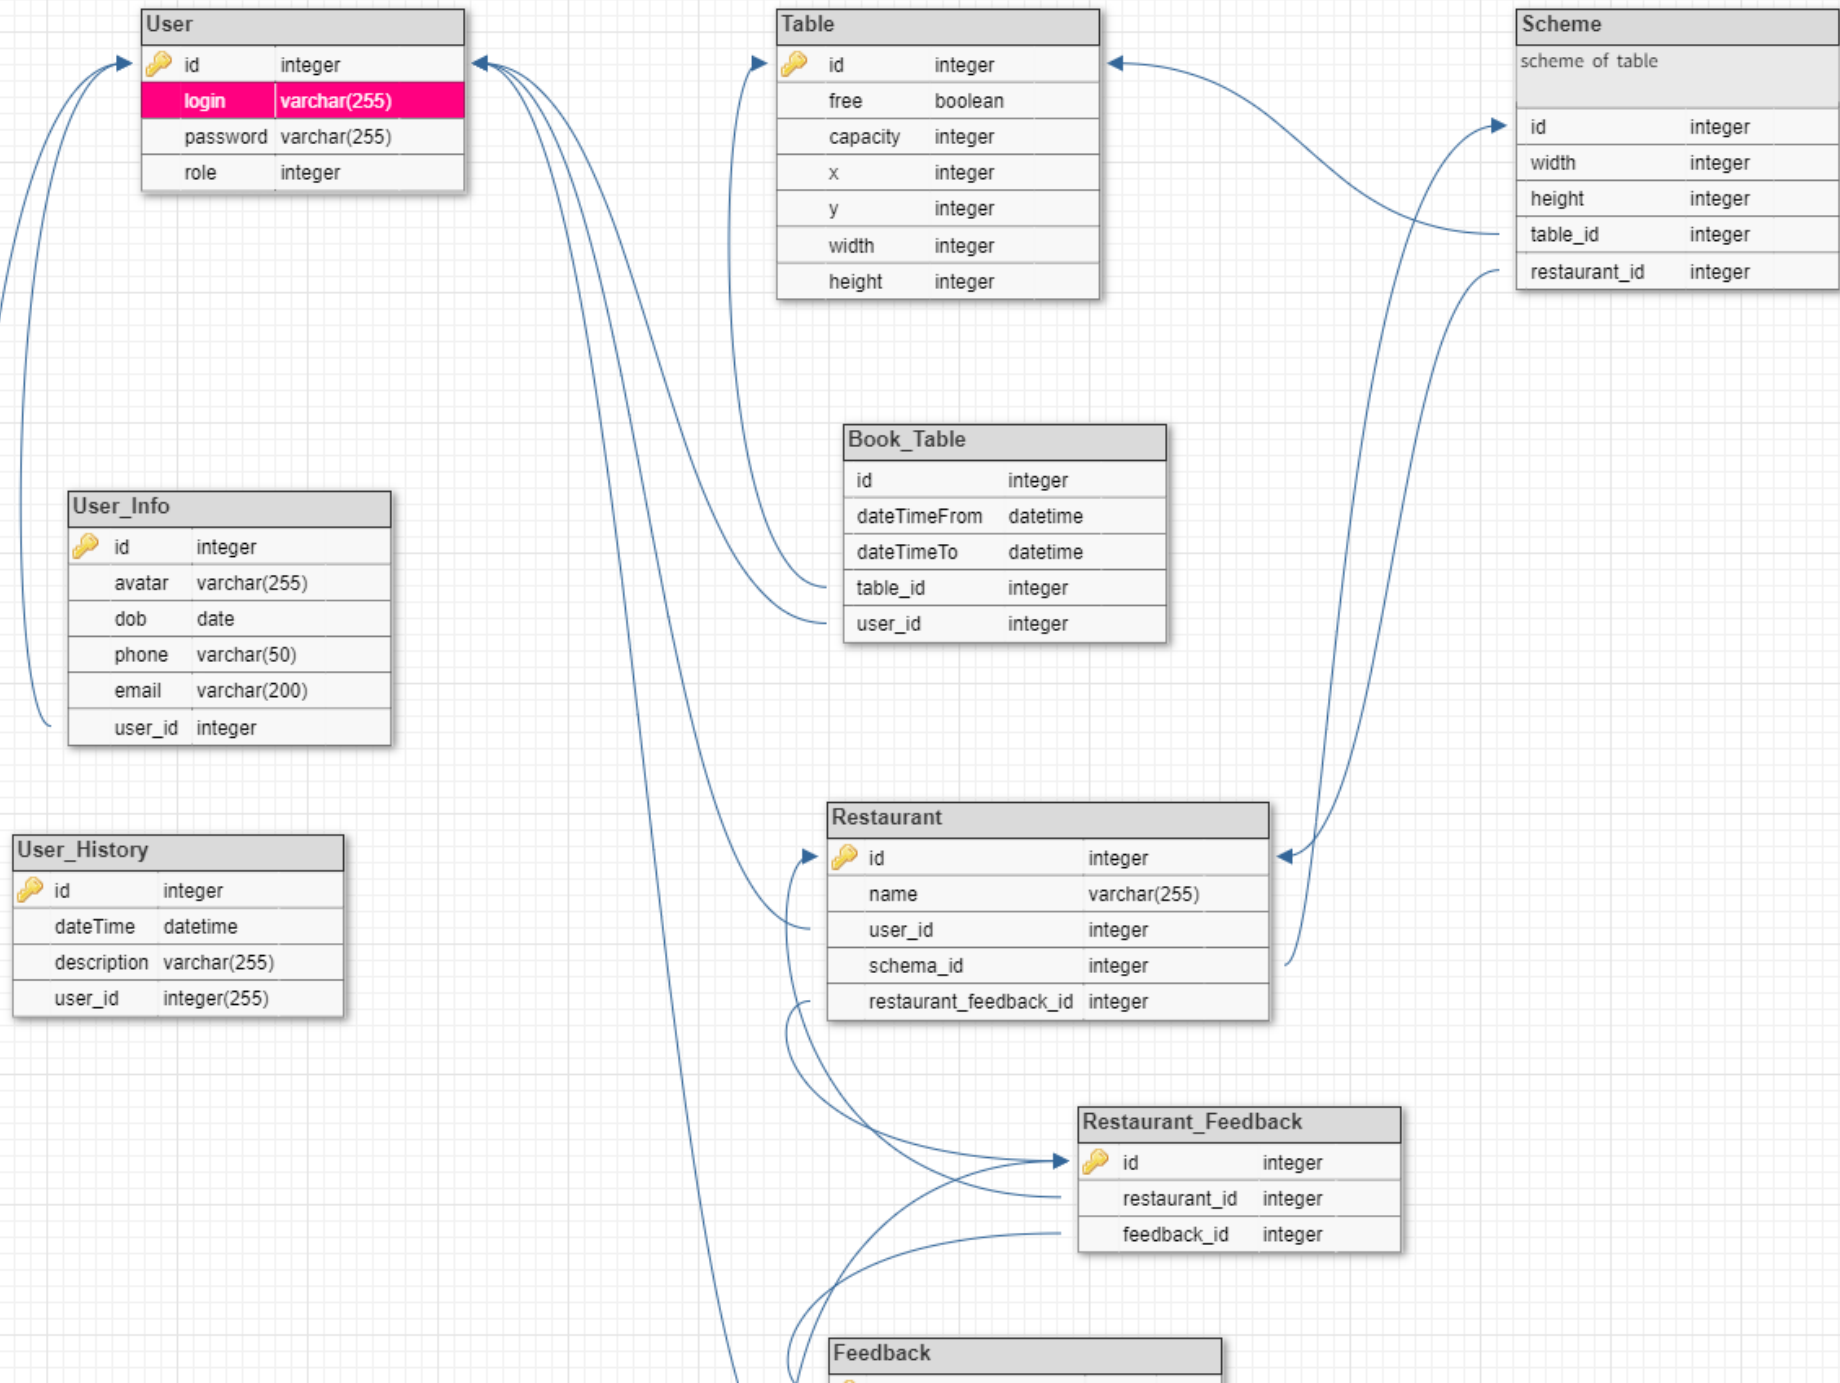 User
id integer
login varchar(255)
password varchar(255)
role integer
Table
id integer
free boolean
capacity integer
x integer
y integer
width integer
height integer
Scheme
scheme of table
id integer
width integer
height integer
table_id integer
restaurant_id integer
Book_Table
id integer
dateTimeFrom datetime
dateTimeTo datetime
table_id integer
user_id integer
User_Info
id integer
avatar varchar(255)
dob date
phone varchar(50)
email varchar(200)
user_id integer
Restaurant
id integer
name varchar(255)
user_id integer
schema_id integer
restaurant_feedback_id integer
User_History
id integer
dateTime datetime
description varchar(255)
user_id integer(255)
Restaurant_Feedback
id integer
restaurant_id integer
feedback_id integer
Feedback